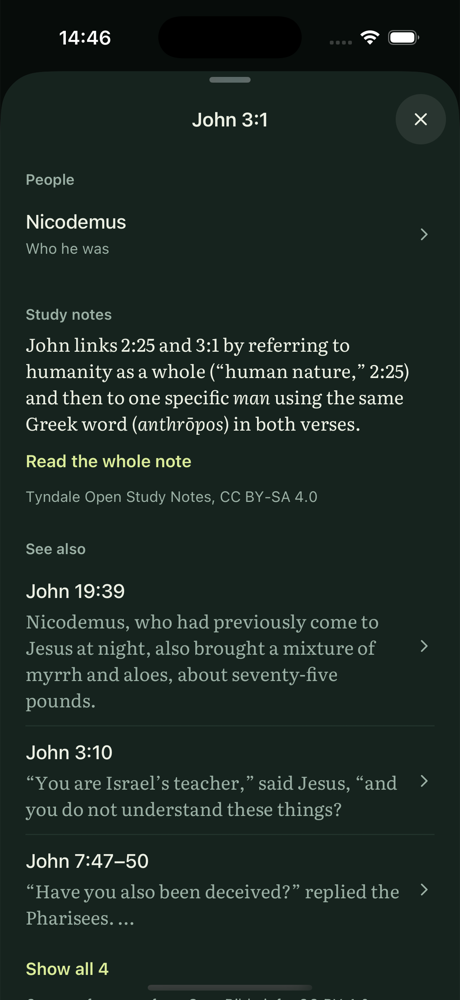 14:46
John 3:1
People
Nicodemus
Who he was
Study notes
John links 2:25 and 3:1 by referring to
humanity as a whole (“human nature,” 2:25)
and then to one specific man using the same
Greek word (anthrōpos) in both verses.
Read the whole note
Tyndale Open Study Notes, CC BY-SA 4.0
See also
John 19:39
Nicodemus, who had previously come to
Jesus at night, also brought a mixture of
myrrh and aloes, about seventy-five
pounds.
John 3:10
“You are Israel’s teacher,” said Jesus, “and
you do not understand these things?
John 7:47–50
“Have you also been deceived?” replied the
Pharisees. …
Show all 4